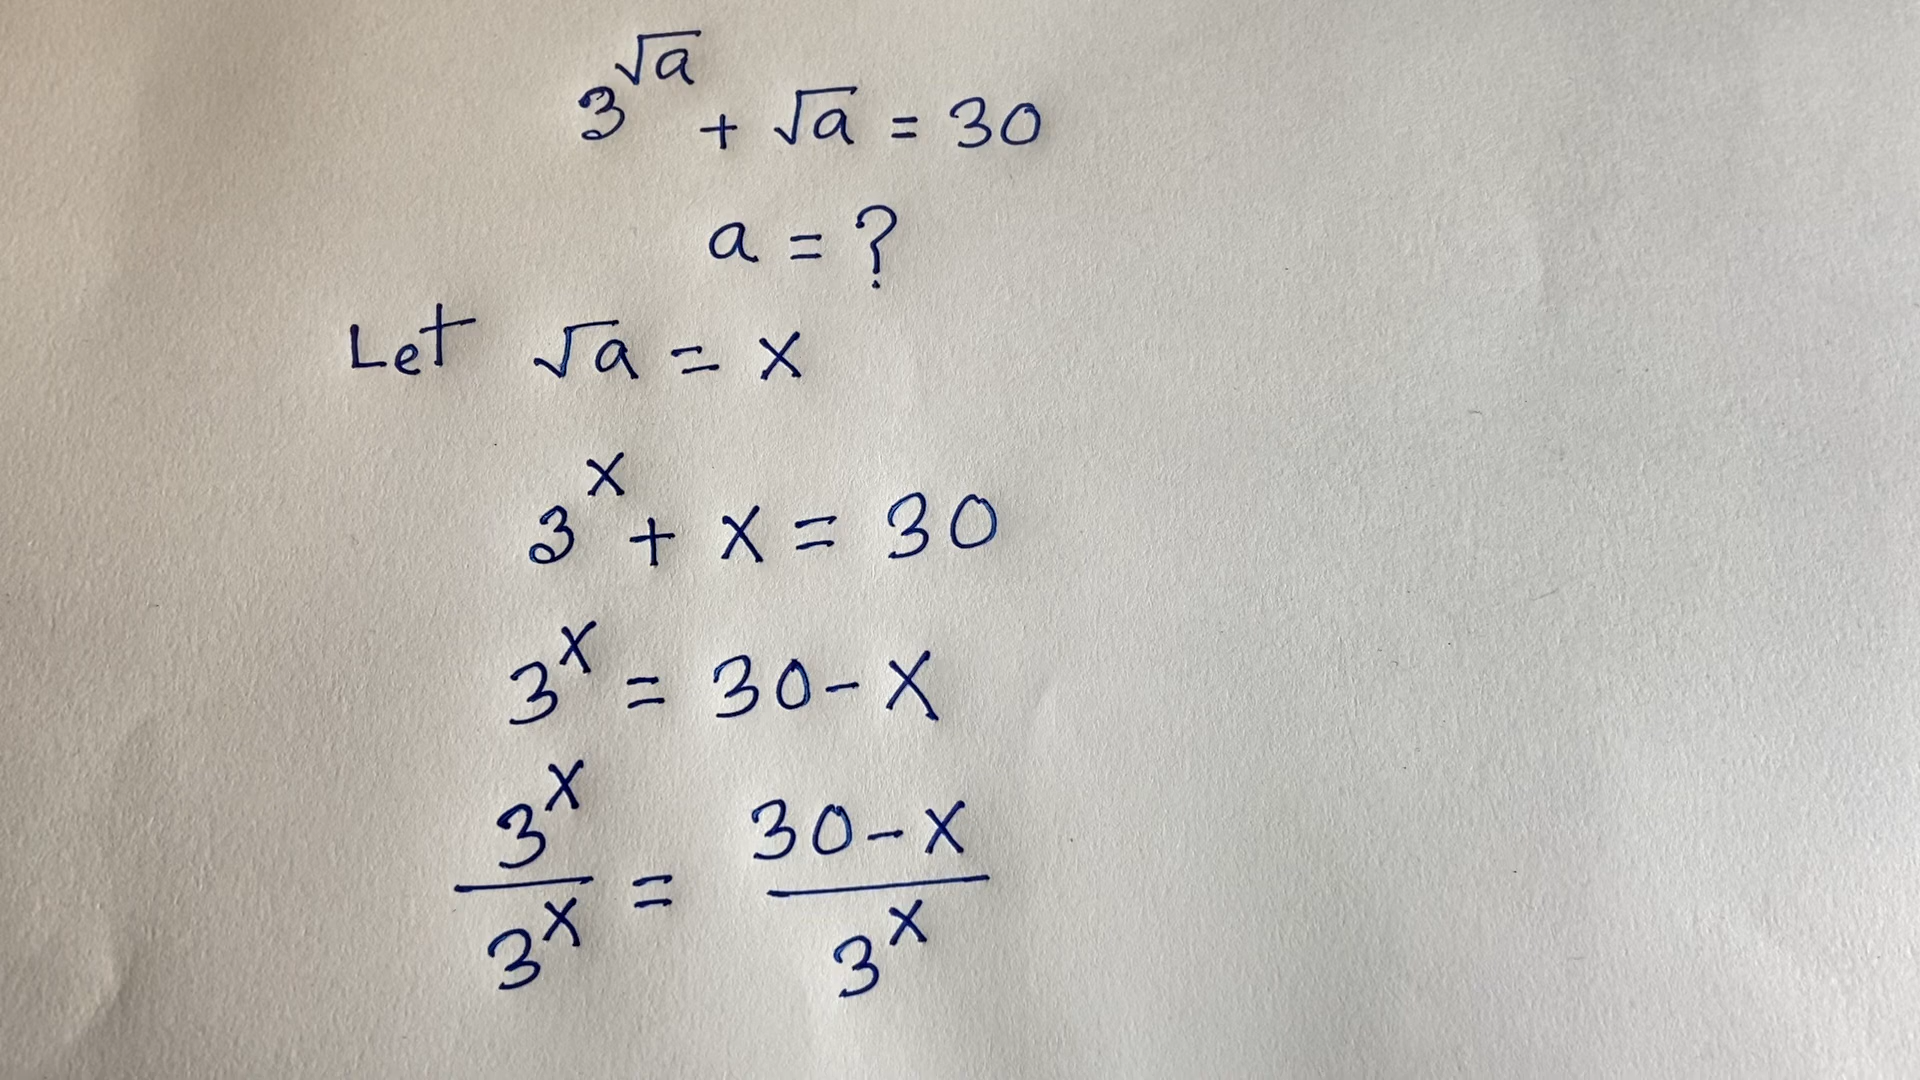 3^√a + √a = 30
a = ?
Let √a = x
3^x + x = 30
3^x = 30 - x
3^x / 3^x = 30 - x / 3^x